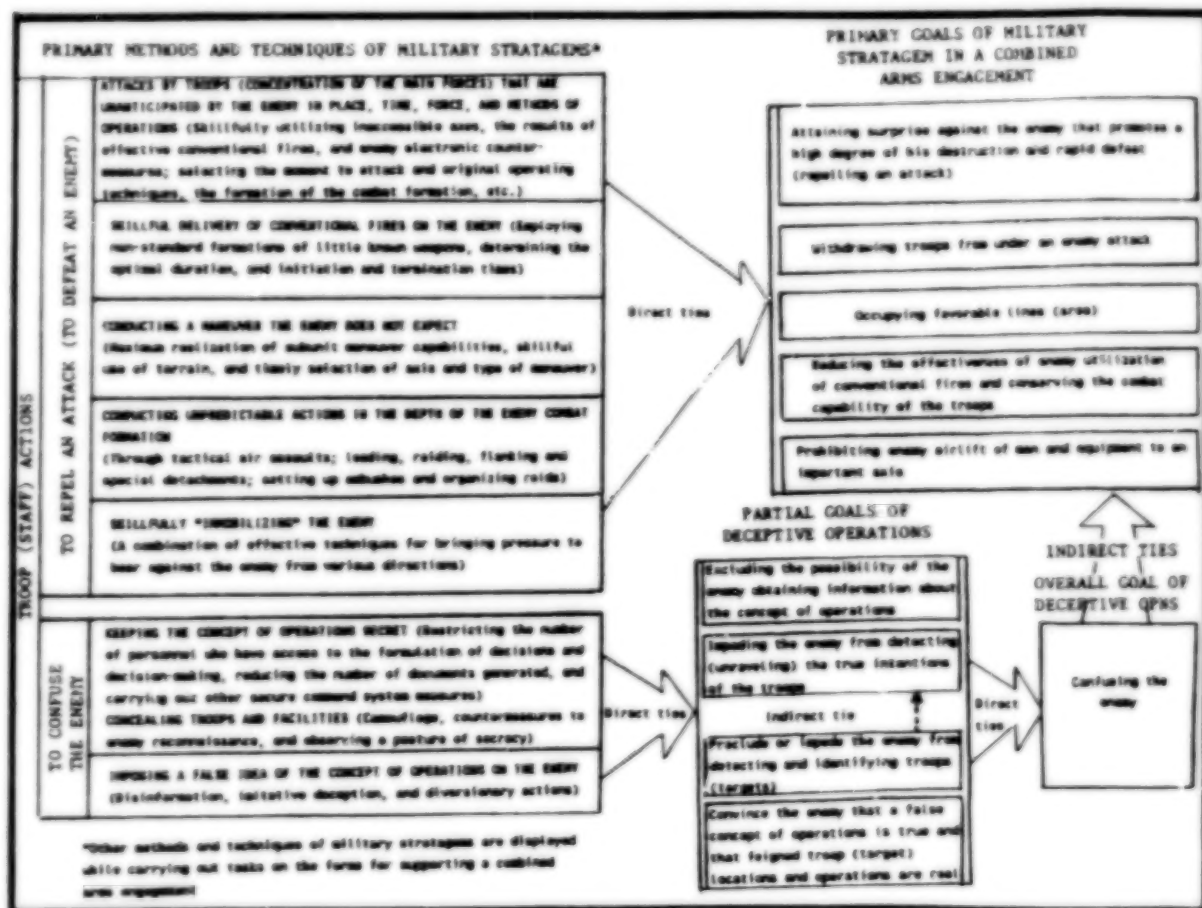 PRIMARY METHODS AND TECHNIQUES OF MILITARY STRATAGEMS*
TROOP (STAFF) ACTIONS
TO REPEL AN ATTACK (TO DEFEAT AN ENEMY)
ATTACKS BY TROOPS (CONCENTRATION OF THE MAIN FORCES) THAT ARE
UNANTICIPATED BY THE ENEMY IN PLACE, TIME, FORCE, AND METHODS OF
OPERATIONS (Skillfully utilizing inaccessible axes, the results of
effective conventional fires, and enemy electronic counter-
measures; selecting the moment to attack and original operating
techniques, the formation of the combat formation, etc.)
SKILLFUL DELIVERY OF CONVENTIONAL FIRES ON THE ENEMY (Employing
non-standard formations of little known weapons, determining the
optimal duration, and initiation and termination times)
CONDUCTING A MANEUVER THE ENEMY DOES NOT EXPECT
(Maximum realization of subunit maneuver capabilities, skillful
use of terrain, and timely selection of axis and type of maneuver)
CONDUCTING UNPREDICTABLE ACTIONS IN THE DEPTH OF THE ENEMY COMBAT
FORMATION
(Through tactical air assaults; landing, raiding, flanking and
special detachments; setting up ambushes and organizing raids)
SKILLFULLY "IMMOBILIZING" THE ENEMY
(A combination of effective techniques for bringing pressure to
bear against the enemy from various directions)
TO CONFUSE
THE ENEMY
KEEPING THE CONCEPT OF OPERATIONS SECRET (Restricting the number
of personnel who have access to the formulation of decisions and
decision-making, reducing the number of documents generated, and
carrying out other secure command system measures)
CONCEALING TROOPS AND FACILITIES (Camouflage, countermeasures to
enemy reconnaissance, and observing a posture of secrecy)
IMPOSING A FALSE IDEA OF THE CONCEPT OF OPERATIONS ON THE ENEMY
(Disinformation, imitative deception, and diversionary actions)
*Other methods and techniques of military stratagems are displayed
while carrying out tasks on the forms for supporting a combined
arms engagement
Direct ties
Direct ties
PRIMARY GOALS OF MILITARY
STRATAGEM IN A COMBINED
ARMS ENGAGEMENT
Attaining surprise against the enemy that promotes a
high degree of his destruction and rapid defeat
(repelling an attack)
Withdrawing troops from under an enemy attack
Occupying favorable lines (area)
Reducing the effectiveness of enemy utilization
of conventional fires and conserving the combat
capability of the troops
Prohibiting enemy airlift of men and equipment to an
important axis
PARTIAL GOALS OF
DECEPTIVE OPERATIONS
Excluding the possibility of the
enemy obtaining information about
the concept of operations
Impeding the enemy from detecting
(unraveling) the true intentions
of the troops
Indirect tie
Preclude or impede the enemy from
detecting and identifying troops
(targets)
Convince the enemy that a false
concept of operations is true and
that feigned troop (target)
locations and operations are real
Direct
ties
INDIRECT TIES
OVERALL GOAL OF
DECEPTIVE OPNS
Confusing the
enemy